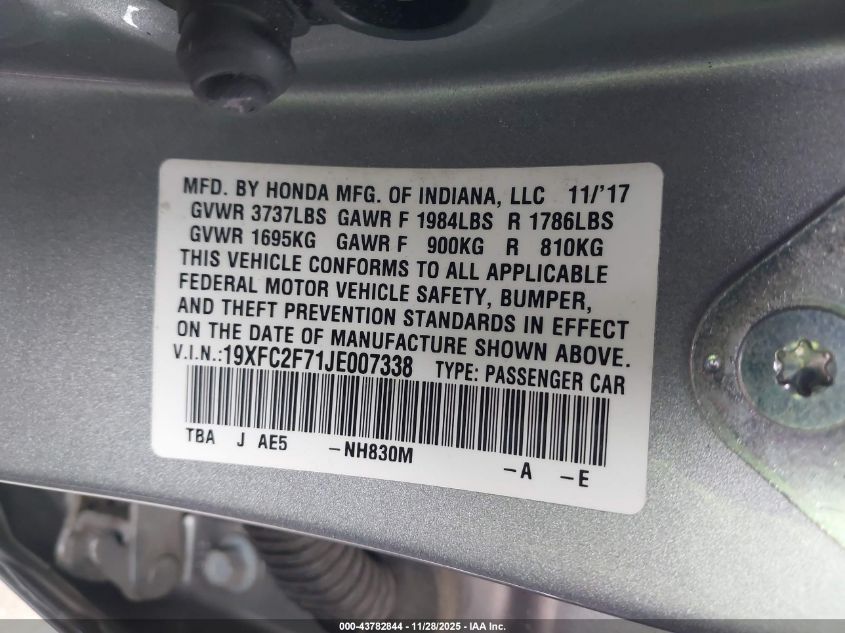 MFD. BY HONDA MFG. OF INDIANA, LLC 11/'17
GVWR 3737LBS GAWR F 1984LBS R 1786LBS
GVWR 1695KG GAWR F 900KG R 810KG
THIS VEHICLE CONFORMS TO ALL APPLICABLE
FEDERAL MOTOR VEHICLE SAFETY, BUMPER,
AND THEFT PREVENTION STANDARDS IN EFFECT
ON THE DATE OF MANUFACTURE SHOWN ABOVE.
V.I.N.:19XFC2F71JE007338 TYPE: PASSENGER CAR
TBA J AE5 -NH830M -A -E
000-43782844 - 11/28/2025 - IAA Inc.